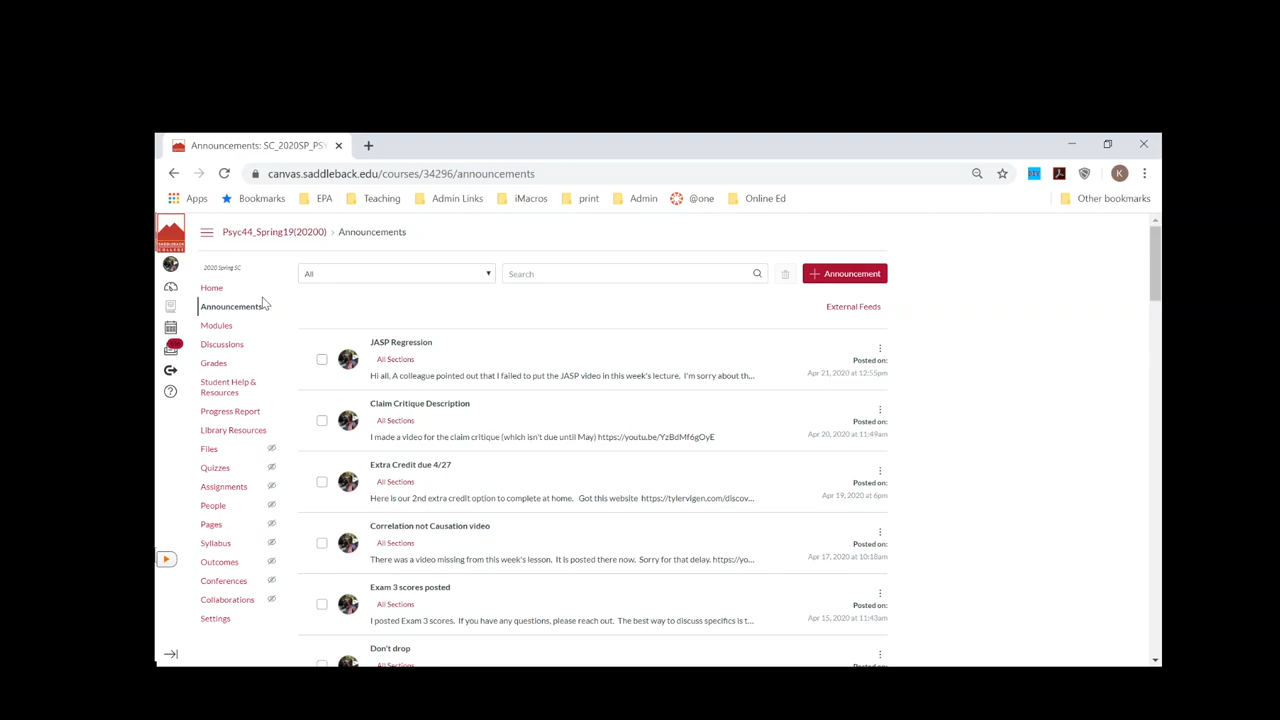 Announcements: SC_2020SP_PSY
canvas.saddleback.edu/courses/34296/announcements
K
Apps Bookmarks EPA Teaching Admin Links iMacros print Admin @one Online Ed Other bookmarks
Psyc44_Spring19(20200) › Announcements
2020 Spring SC
Home
Announcements
Modules
Discussions
Grades
Student Help &
Resources
Progress Report
Library Resources
Files
Quizzes
Assignments
People
Pages
Syllabus
Outcomes
Conferences
Collaborations
Settings
All
Search
+ Announcement
External Feeds
JASP Regression
All Sections
Hi all, A colleague pointed out that I failed to put the JASP video in this week's lecture. I'm sorry about th...
Posted on:
Apr 21, 2020 at 12:55pm
Claim Critique Description
All Sections
I made a video for the claim critique (which isn't due until May) https://youtu.be/YzBdMf6gOyE
Posted on:
Apr 20, 2020 at 11:49am
Extra Credit due 4/27
All Sections
Here is our 2nd extra credit option to complete at home. Got this website https://tylervigen.com/discov...
Posted on:
Apr 19, 2020 at 6pm
Correlation not Causation video
All Sections
There was a video missing from this week's lesson. It is posted there now. Sorry for that delay. https://yo...
Posted on:
Apr 17, 2020 at 10:18am
Exam 3 scores posted
All Sections
I posted Exam 3 scores. If you have any questions, please reach out. The best way to discuss specifics is t...
Posted on:
Apr 15, 2020 at 11:43am
Don't drop
All Sections
Posted on: